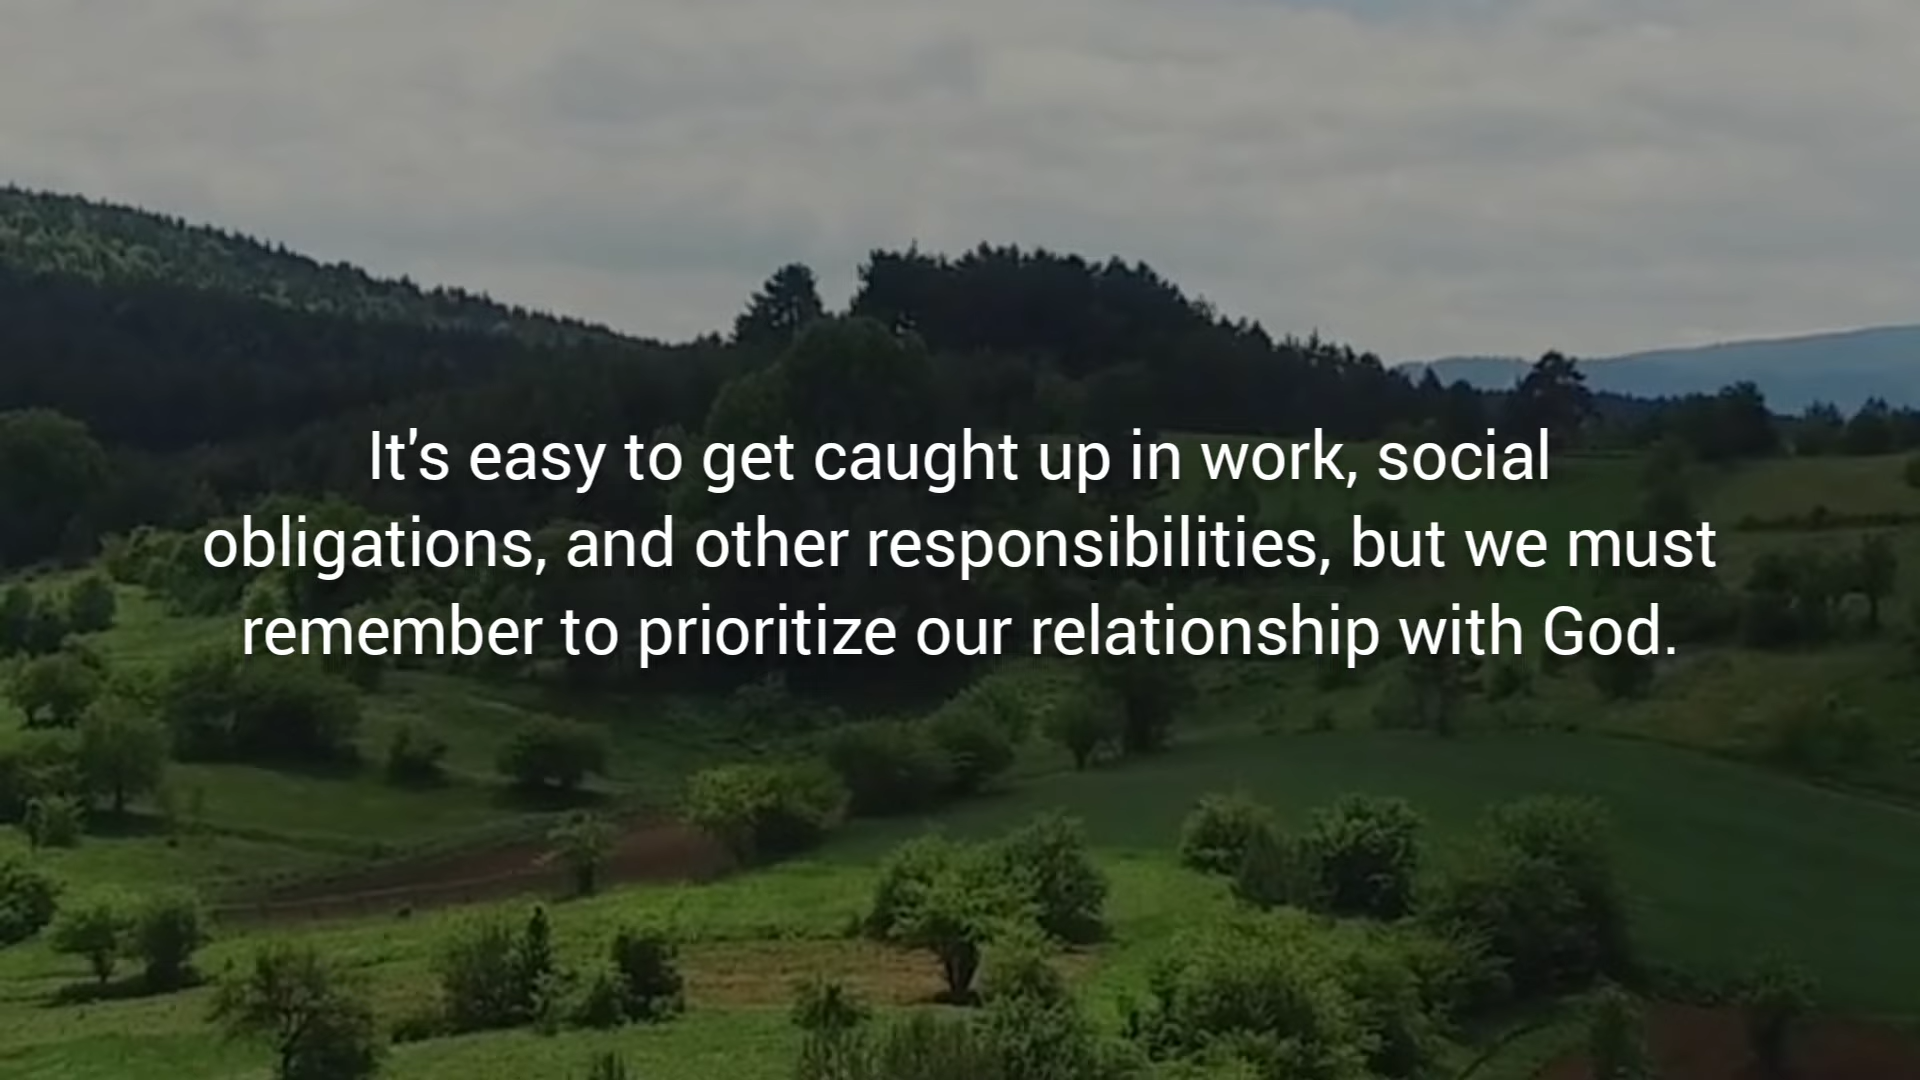 It's easy to get caught up in work, social
obligations, and other responsibilities, but we must
remember to prioritize our relationship with God.